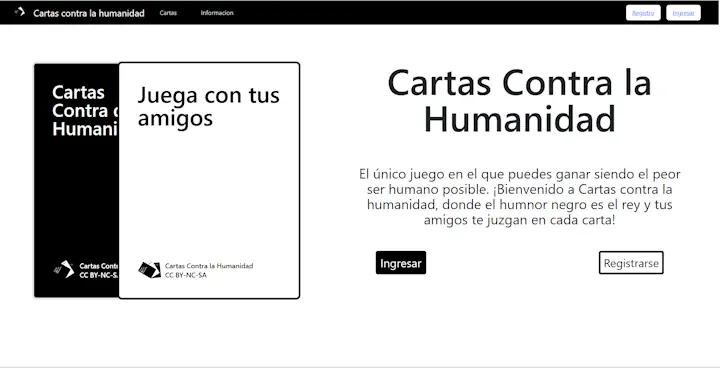 Cartas contra la humanidad
Cartas
Informacion
Registro
Ingresar
Cartas
Contra
Humani
Cartas Cont
CC BY-NC-S
Juega con tus
amigos
Cartas Contra la Humanidad
CC BY-NC-SA
Cartas Contra la
Humanidad
El único juego en el que puedes ganar siendo el peor
ser humano posible. ¡Bienvenido a Cartas contra la
humanidad, donde el humnor negro es el rey y tus
amigos te juzgan en cada carta!
Ingresar
Registrarse